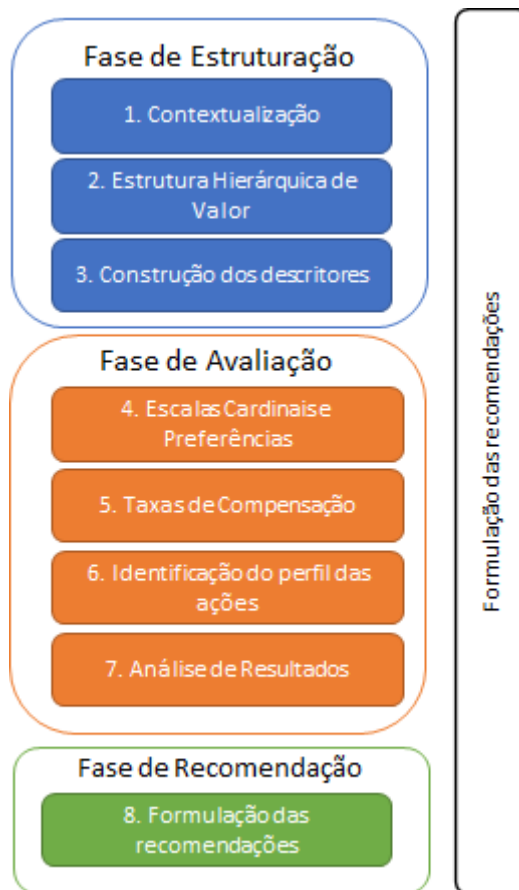 Fase de Estruturação
1. Contextualização
2. Estrutura Hierárquica de
Valor
3. Construção dos descritores
Fase de Avaliação
4. Escalas Cardinais e
Preferências
5. Taxas de Compensação
6. Identificação do perfil das
ações
7. Análise de Resultados
Fase de Recomendação
8. Formulação das
recomendações
Formulação das recomendações